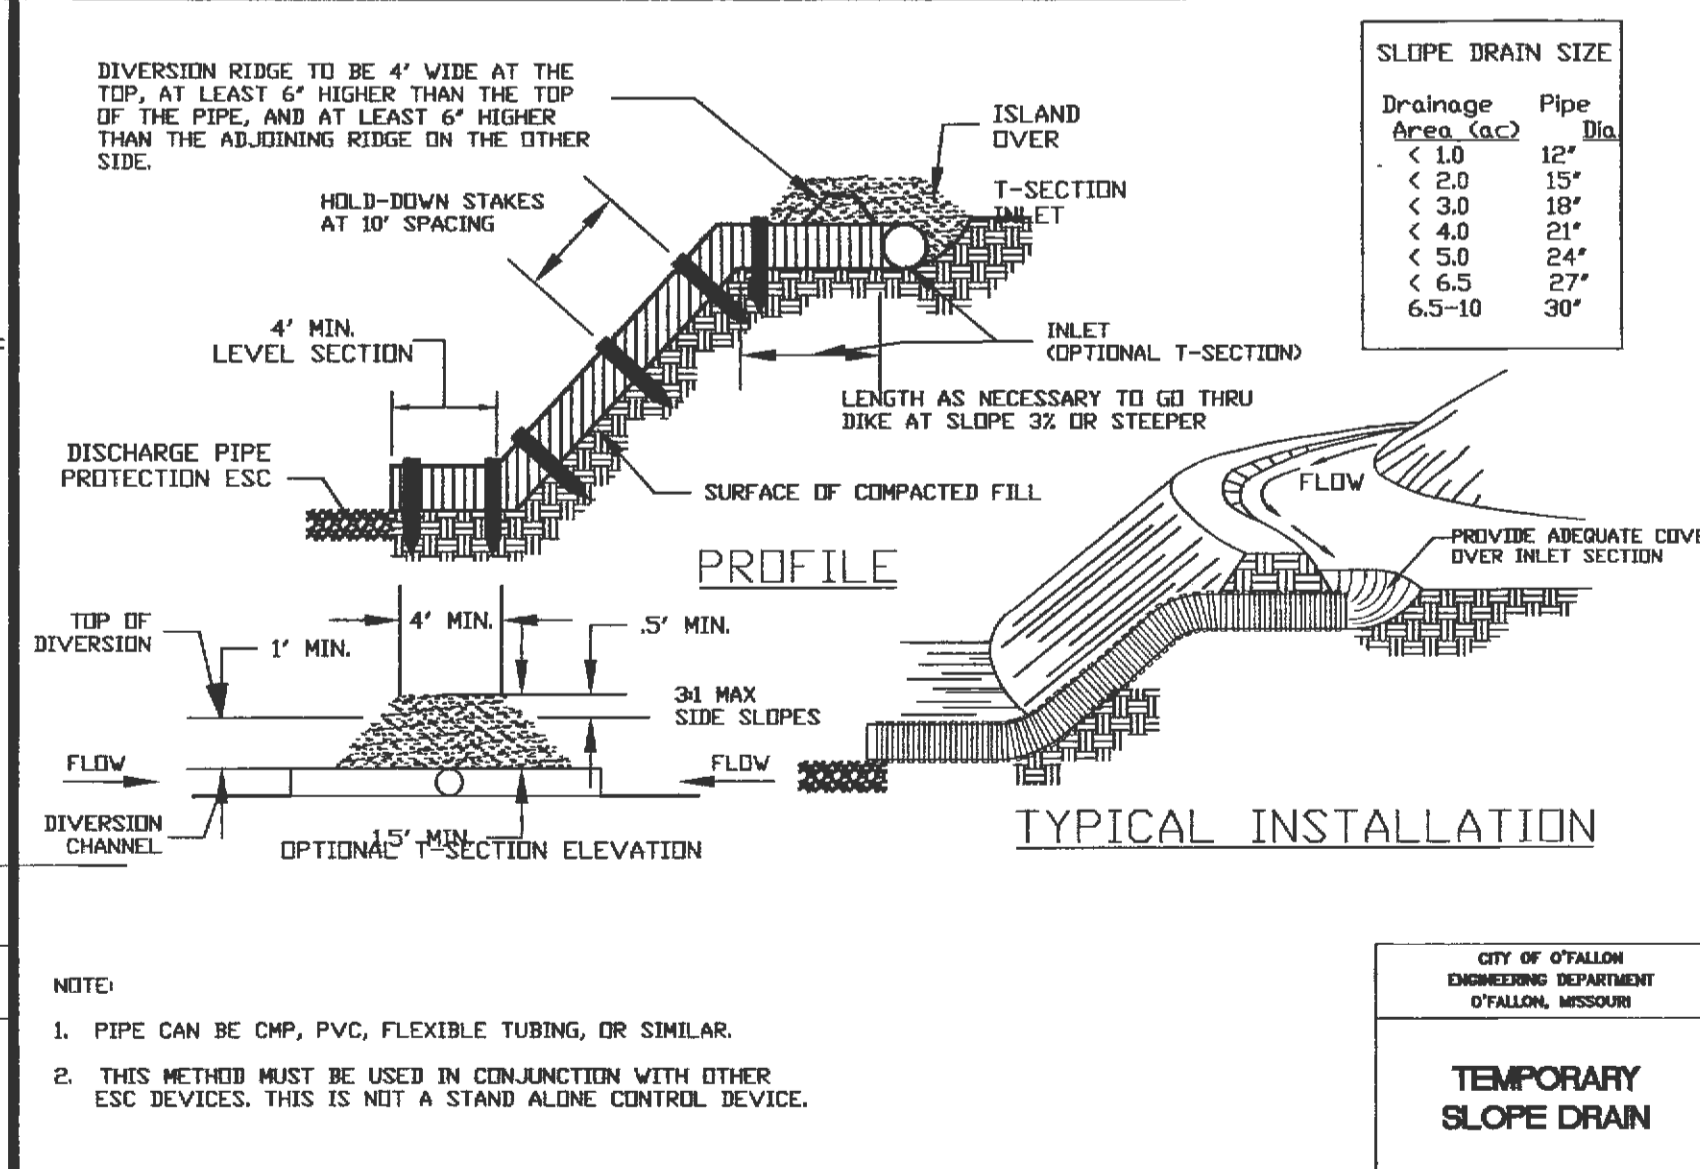 DIVERSION RIDGE TO BE 4' WIDE AT THE
TOP, AT LEAST 6" HIGHER THAN THE TOP
OF THE PIPE, AND AT LEAST 6" HIGHER
THAN THE ADJOINING RIDGE ON THE OTHER
SIDE.
HOLD-DOWN STAKES
AT 10' SPACING
ISLAND
OVER
T-SECTION
INLET
4' MIN.
LEVEL SECTION
INLET
(OPTIONAL T-SECTION)
LENGTH AS NECESSARY TO GO THRU
DIKE AT SLOPE 3% OR STEEPER
DISCHARGE PIPE
PROTECTION ESC
SURFACE OF COMPACTED FILL
PROFILE
SLOPE DRAIN SIZE
Drainage Pipe
Area (ac) Dia
< 1.0 12"
< 2.0 15"
< 3.0 18"
< 4.0 21"
< 5.0 24"
< 6.5 27"
6.5-10 30"
FLOW
PROVIDE ADEQUATE COVE
OVER INLET SECTION
TYPICAL INSTALLATION
TOP OF
DIVERSION
1' MIN.
4' MIN.
.5' MIN.
3:1 MAX
SIDE SLOPES
FLOW
FLOW
DIVERSION
CHANNEL
1.5' MIN.
OPTIONAL T-SECTION ELEVATION
NOTE:
1. PIPE CAN BE CMP, PVC, FLEXIBLE TUBING, OR SIMILAR.
2. THIS METHOD MUST BE USED IN CONJUNCTION WITH OTHER
ESC DEVICES. THIS IS NOT A STAND ALONE CONTROL DEVICE.
CITY OF O'FALLON
ENGINEERING DEPARTMENT
O'FALLON, MISSOURI
TEMPORARY
SLOPE DRAIN